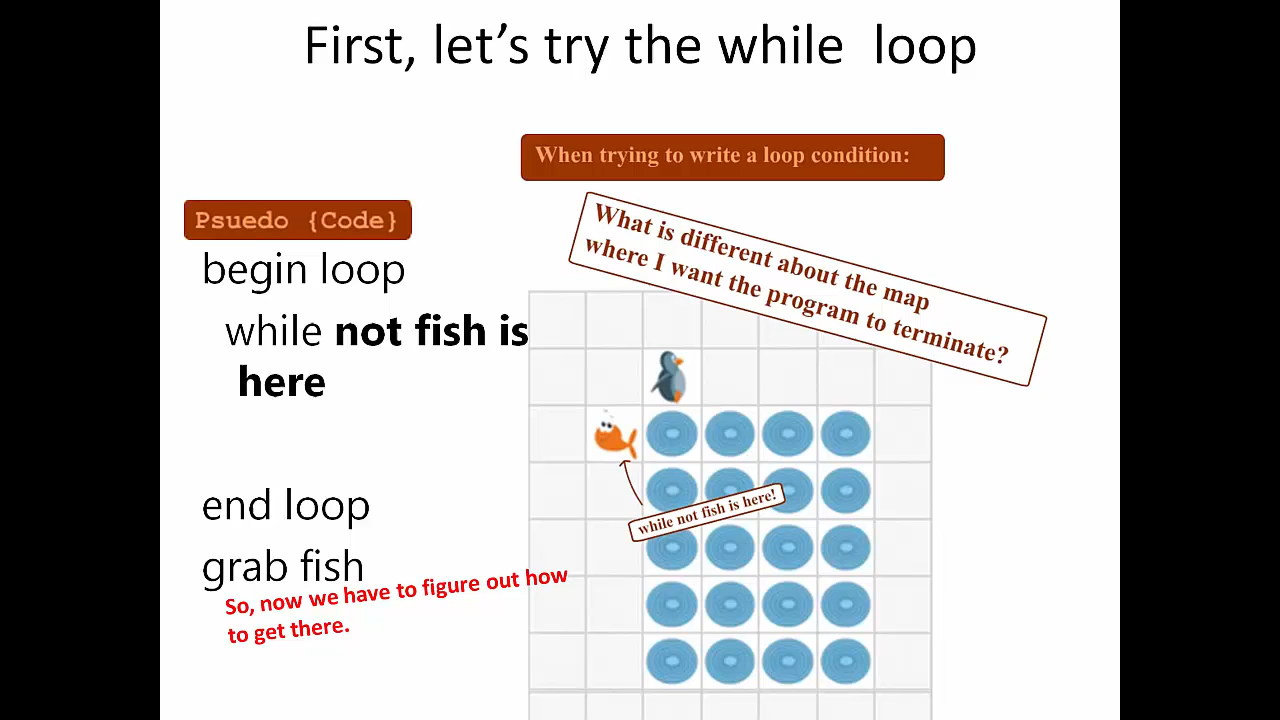 First, let's try the while loop
When trying to write a loop condition:
What is different about the map
where I want the program to terminate?
Psuedo {Code}
begin loop
while not fish is
here
while not fish is here!
end loop
grab fish
So, now we have to figure out how
to get there.